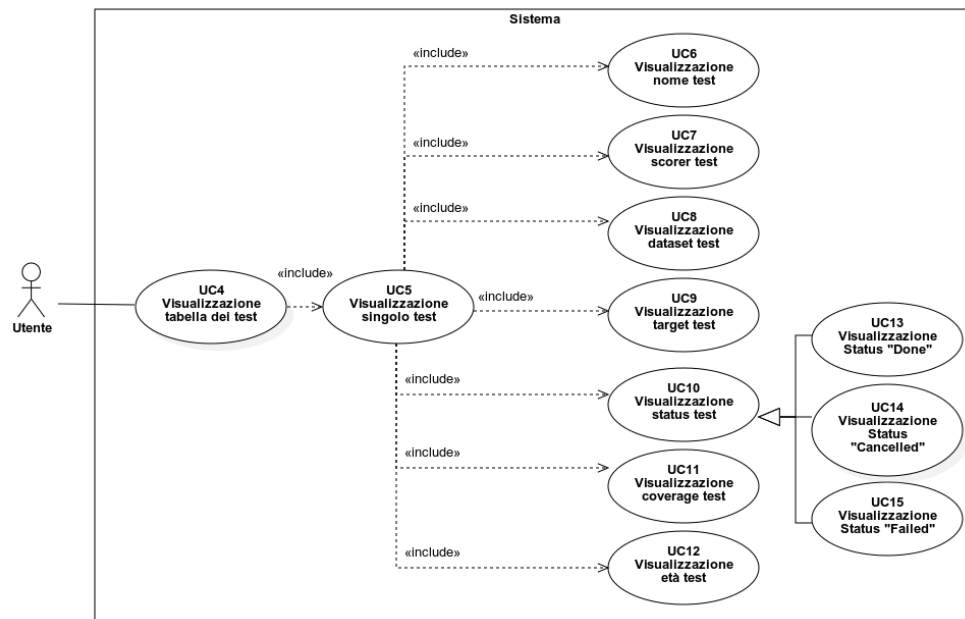 Sistema
«include»
UC6
Visualizzazione
nome test
«include»
UC7
Visualizzazione
scorer test
«include»
UC8
Visualizzazione
dataset test
Utente
UC4
Visualizzazione
tabella dei test
«include»
UC5
Visualizzazione
singolo test
«include»
UC9
Visualizzazione
target test
«include»
UC10
Visualizzazione
status test
UC13
Visualizzazione
Status "Done"
UC14
Visualizzazione
Status
"Cancelled"
UC15
Visualizzazione
Status "Failed"
«include»
UC11
Visualizzazione
coverage test
«include»
UC12
Visualizzazione
età test